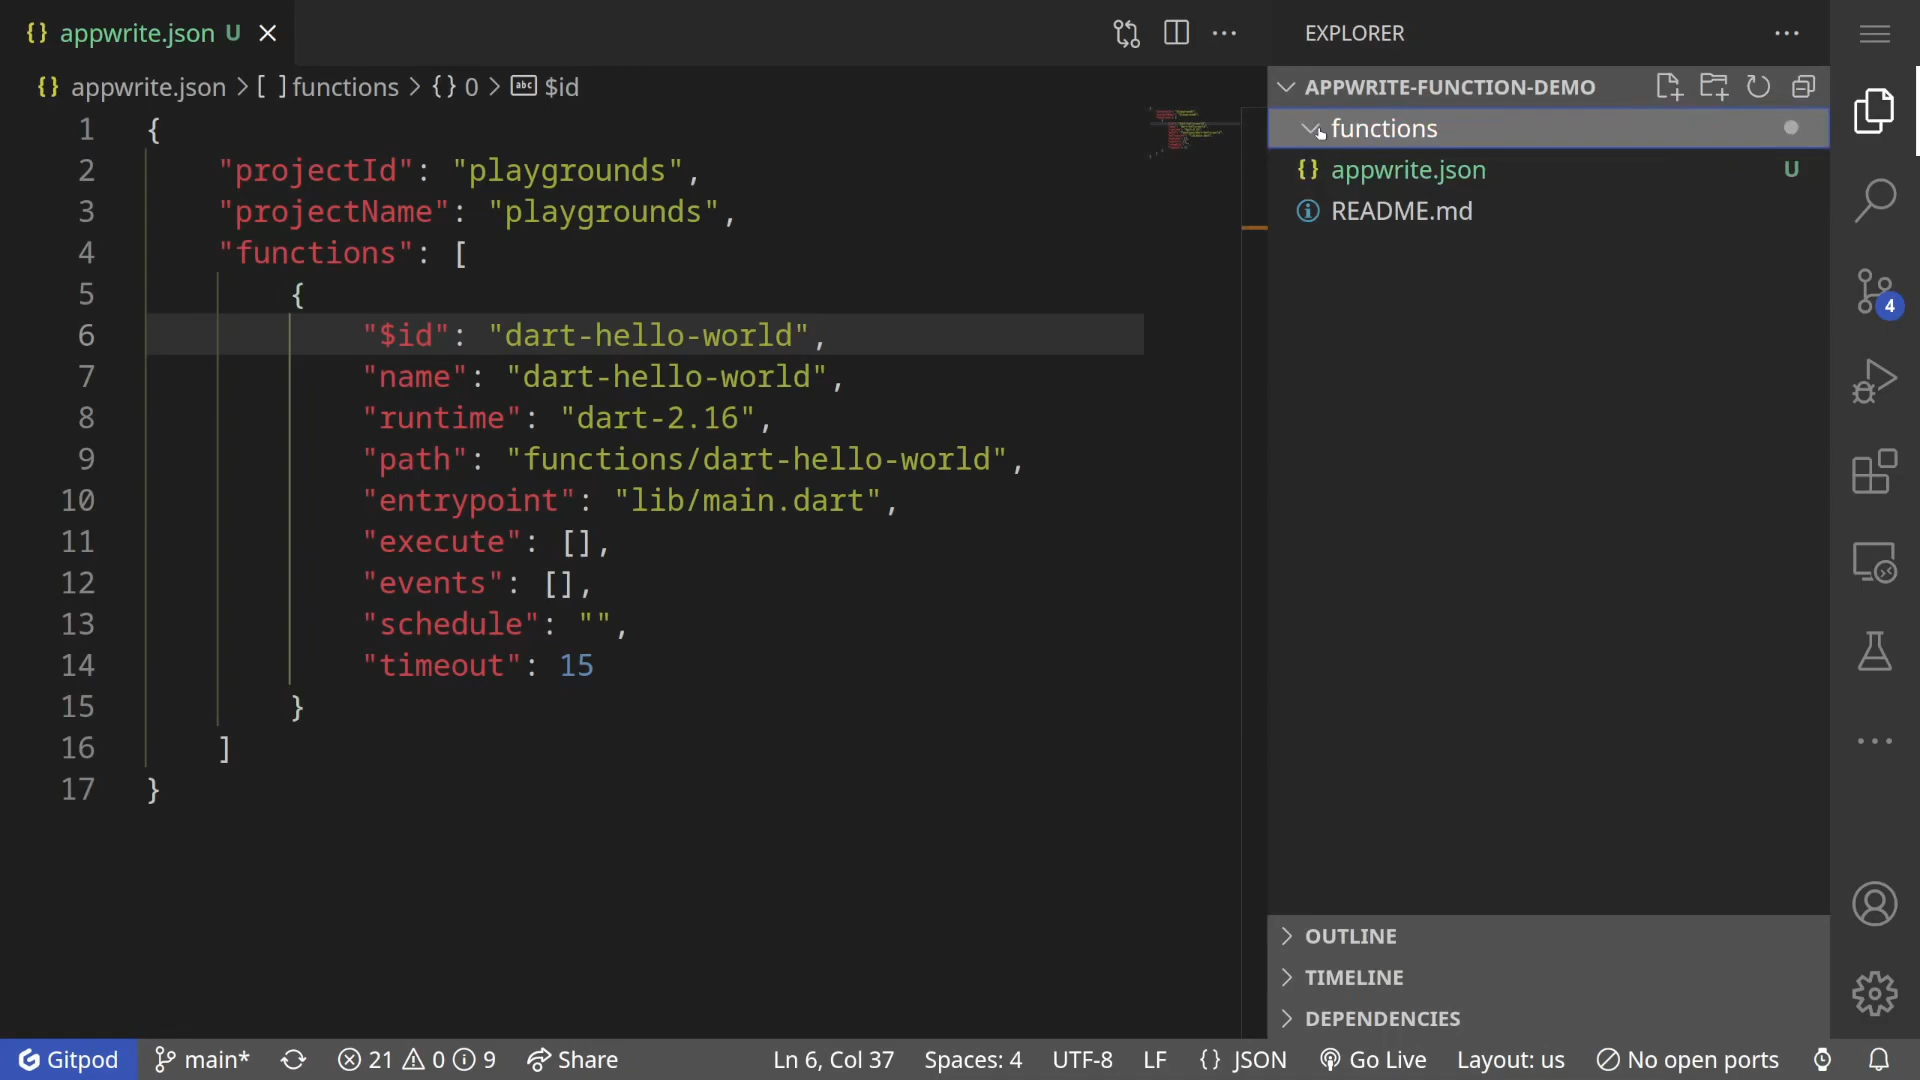 {} appwrite.json U
appwrite.json > [ ] functions > {} 0 > abc $id
1 {
2 "projectId": "playgrounds",
3 "projectName": "playgrounds",
4 "functions": [
5 {
6 "$id": "dart-hello-world",
7 "name": "dart-hello-world",
8 "runtime": "dart-2.16",
9 "path": "functions/dart-hello-world",
10 "entrypoint": "lib/main.dart",
11 "execute": [],
12 "events": [],
13 "schedule": "",
14 "timeout": 15
15 }
16 ]
17 }
EXPLORER
APPWRITE-FUNCTION-DEMO
functions
{} appwrite.json U
README.md
4
OUTLINE
TIMELINE
DEPENDENCIES
Gitpod main* 21 0 9 Share Ln 6, Col 37 Spaces: 4 UTF-8 LF {} JSON Go Live Layout: us No open ports